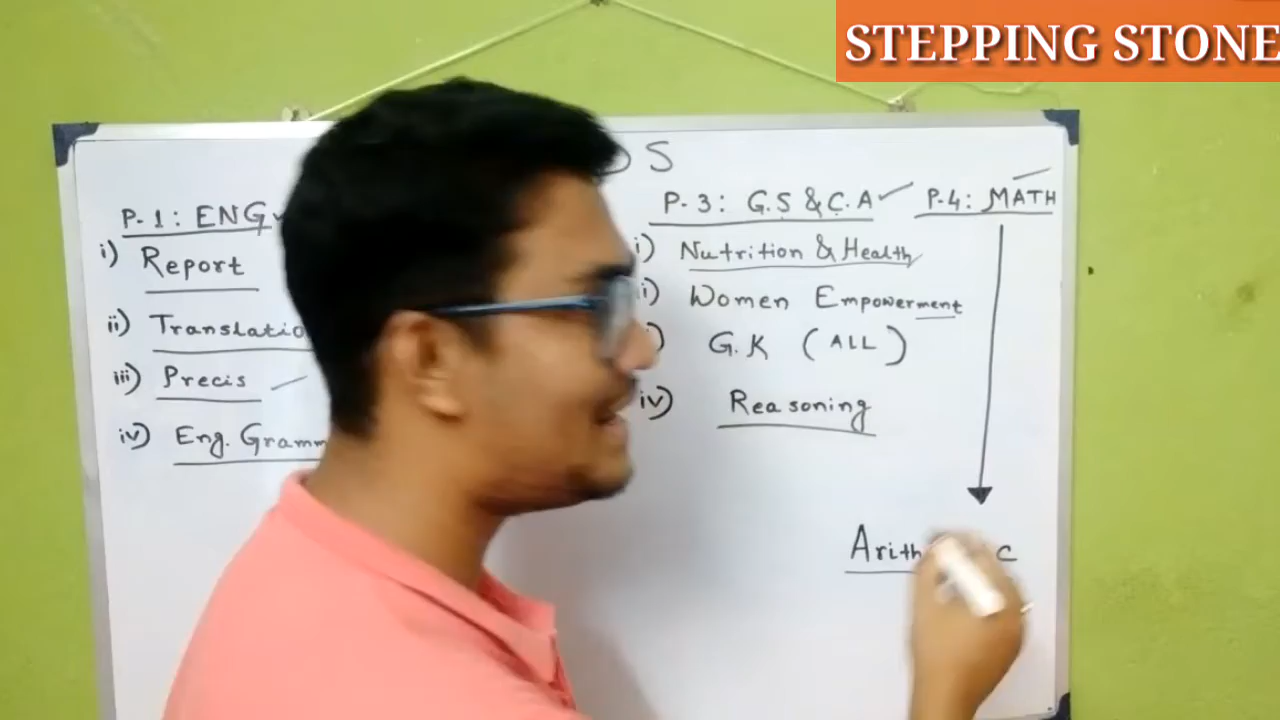 STEPPING STONE
S
P-1: ENG
i) Report
ii) Translatio
iii) Precis
iv) Eng. Gramm
P-3: G.S & C.A
i) Nutrition & Health
i) Women Empowerment
) G.K (ALL)
iv) Reasoning
P-4: MATH
Arith c